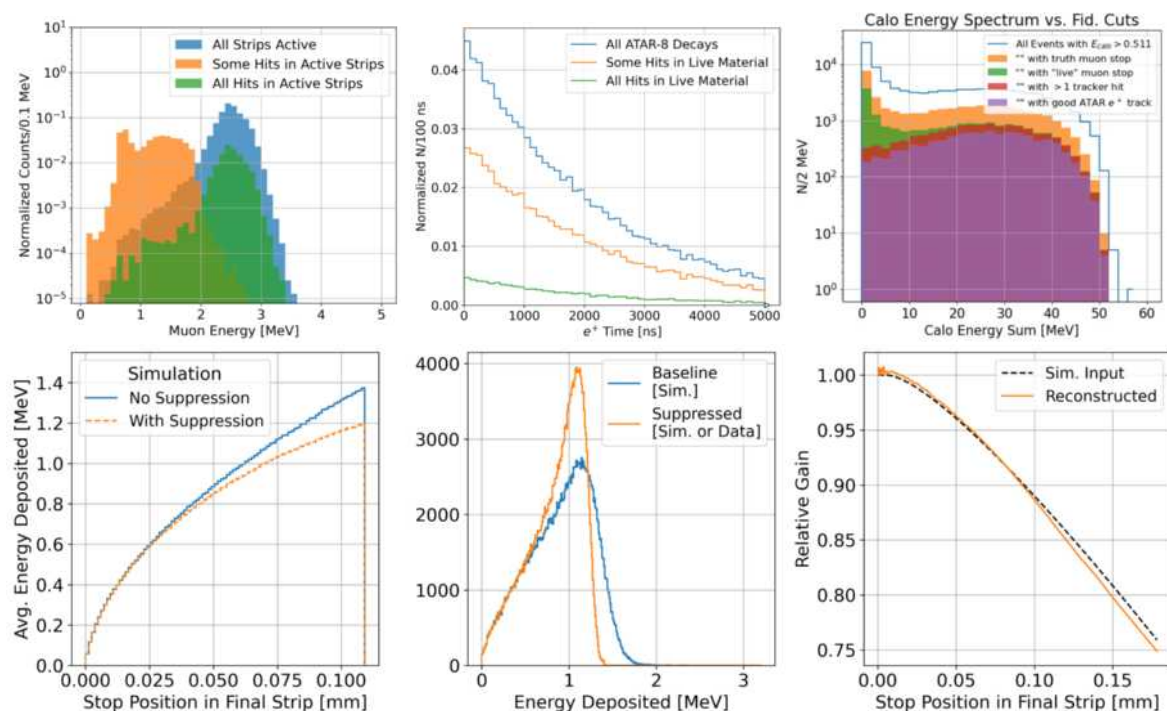 Normalized Counts/0.1 MeV
10¹
10⁰
10⁻¹
10⁻²
10⁻³
10⁻⁴
10⁻⁵
All Strips Active
Some Hits in Active Strips
All Hits in Active Strips
0 1 2 3 4 5
Muon Energy [MeV]
Normalized N/100 ns
0.04
0.03
0.02
0.01
0.00
All ATAR-8 Decays
Some Hits in Live Material
All Hits in Live Material
0 1000 2000 3000 4000 5000
e⁺ Time [ns]
Calo Energy Spectrum vs. Fid. Cuts
N/2 MeV
10⁴
10³
10²
10¹
10⁰
"" with truth muon stop
"" with "live" muon stop
"" with > 1 tracker hit
"" with good ATAR e⁺ track
0 10 20 30 40 50 60
Calo Energy Sum [MeV]
Avg. Energy Deposited [MeV]
1.4
1.2
1.0
0.8
0.6
0.4
0.2
0.0
Simulation
No Suppression
With Suppression
0.000 0.025 0.050 0.075 0.100
Stop Position in Final Strip [mm]
4000
3000
2000
1000
0
Baseline
[Sim.]
Suppressed
[Sim. or Data]
0 1 2 3
Energy Deposited [MeV]
Relative Gain
1.00
0.95
0.90
0.85
0.80
0.75
Sim. Input
Reconstructed
0.00 0.05 0.10 0.15
Stop Position in Final Strip [mm]